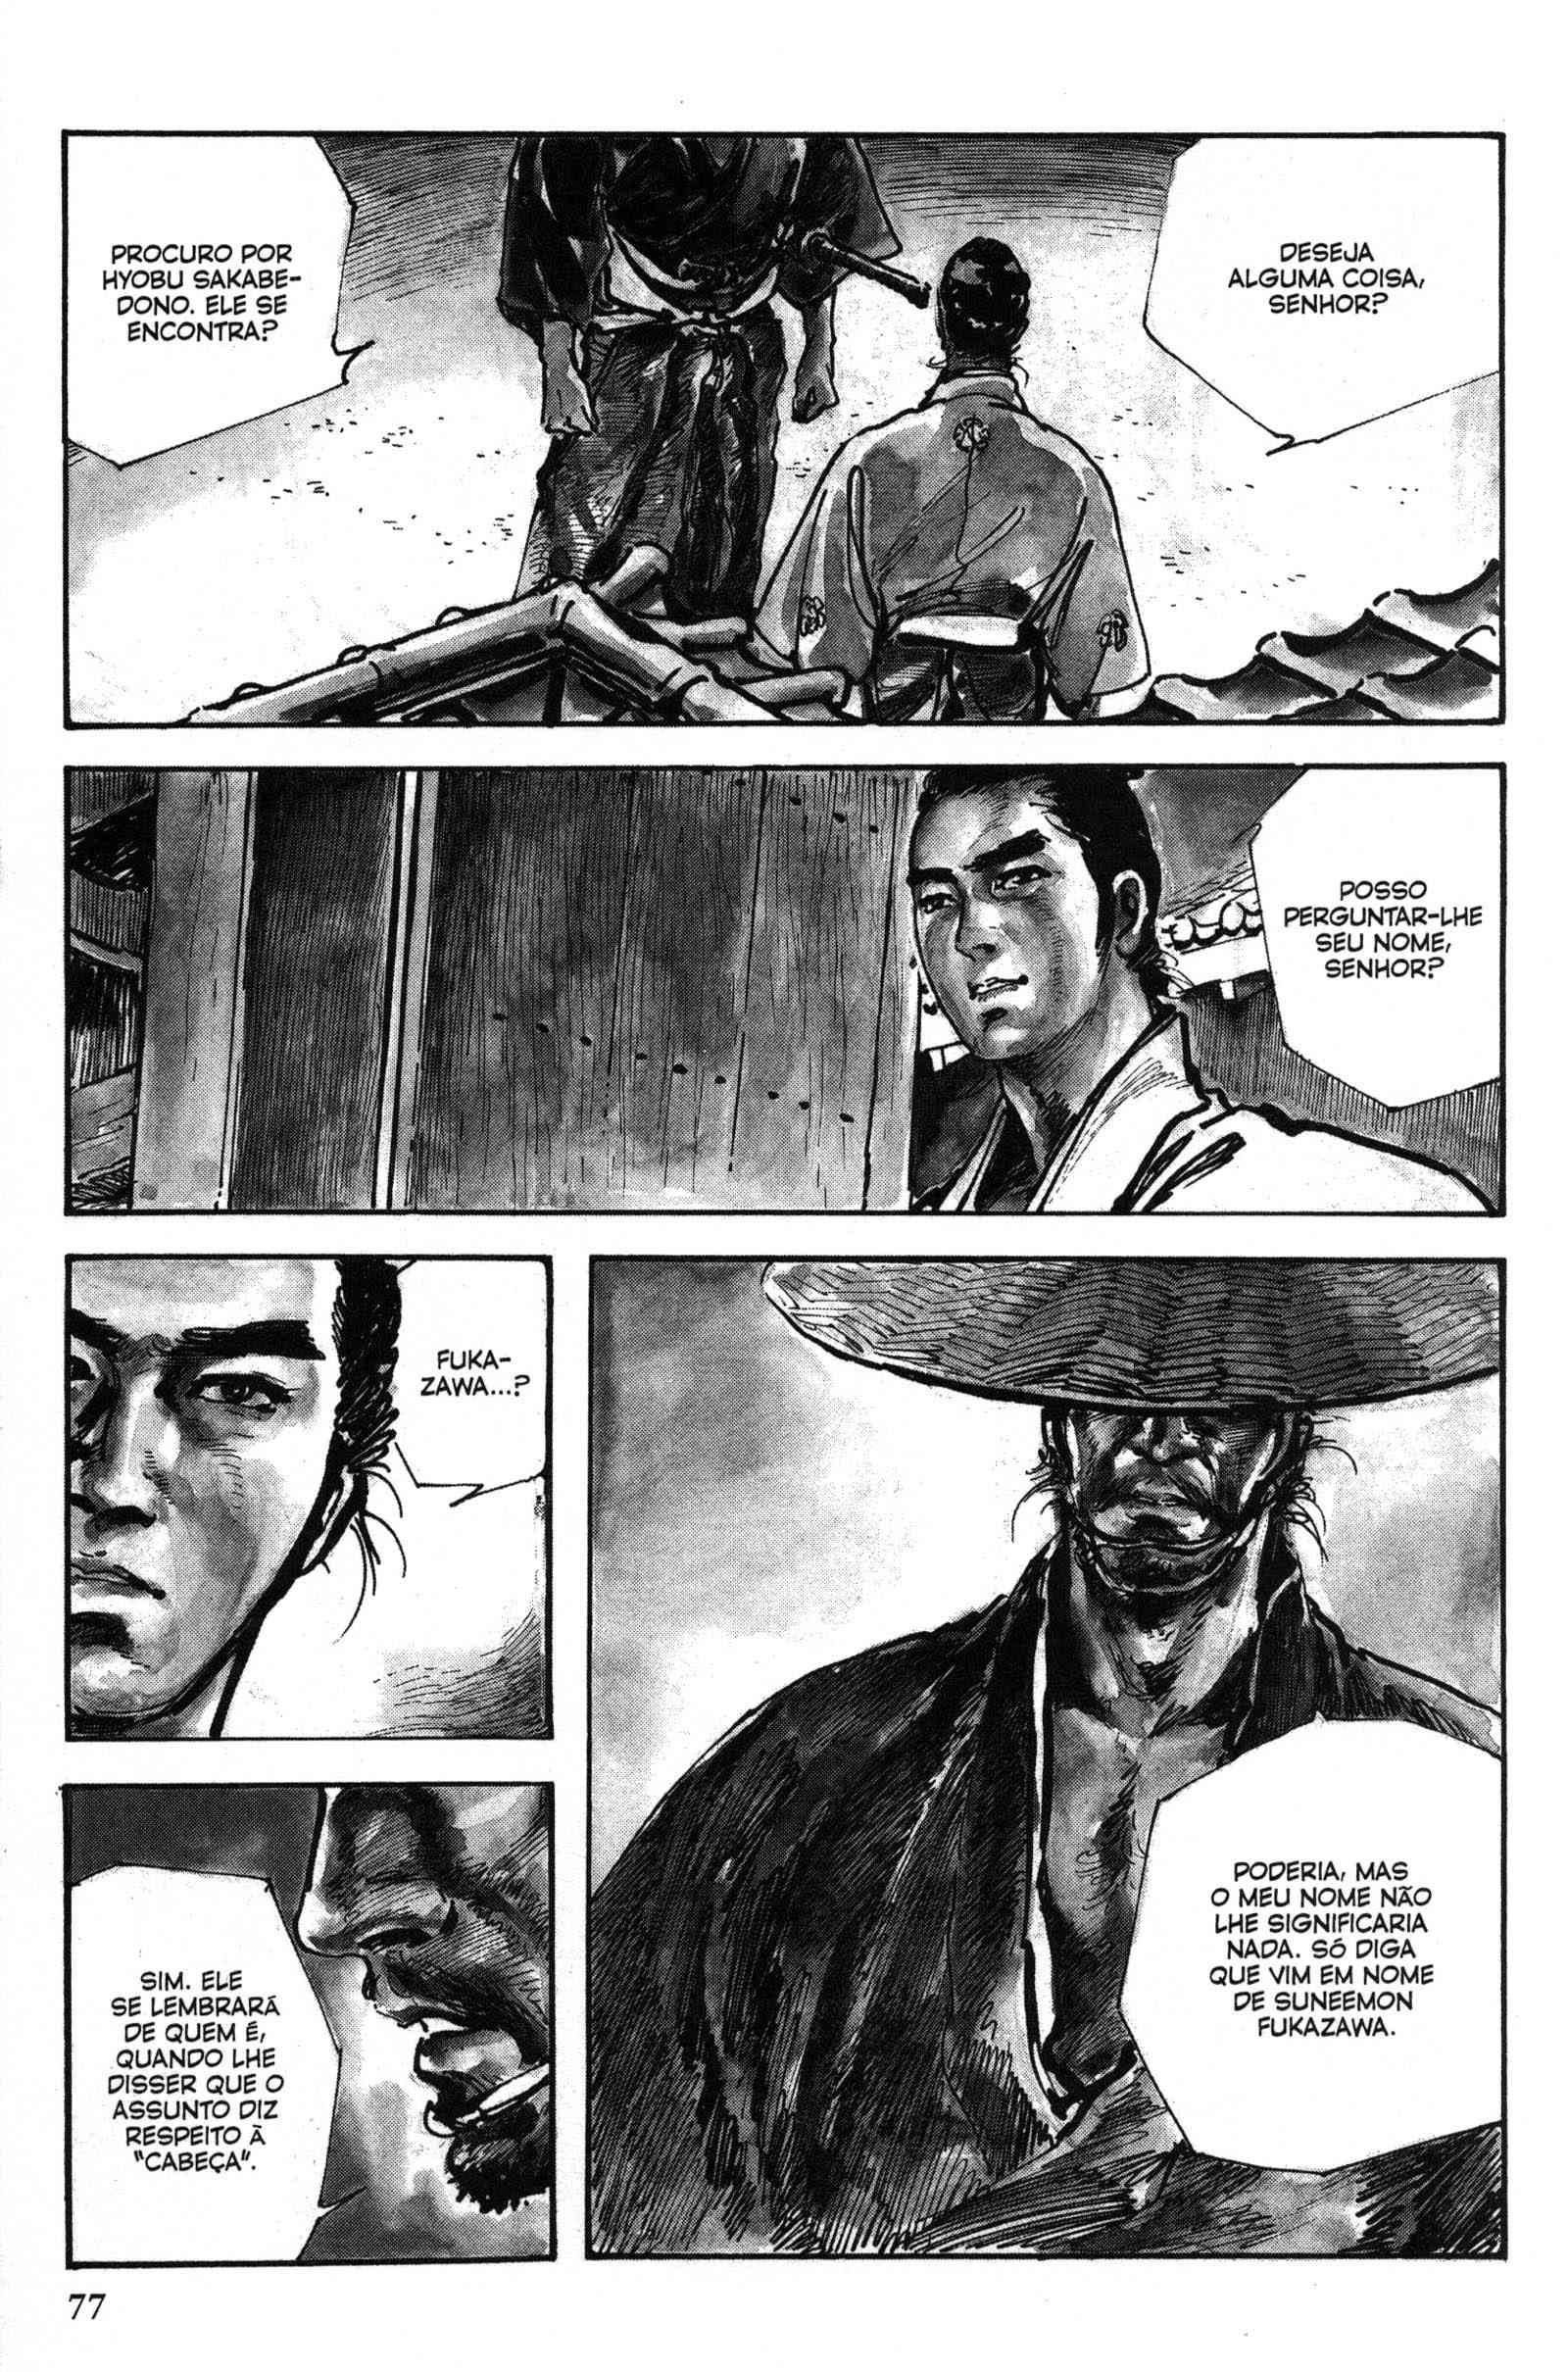 DESEJA
ALGUMA COISA,
SENHOR?
PROCURO POR
HYOBU SAKABE-
DONO. ELE SE
ENCONTRA?
POSSO
PERGUNTAR-LHE
SEU NOME,
SENHOR?
PODERIA, MAS
O MEU NOME NÃO
LHE SIGNIFICARIA
NADA. SÓ DIGA
QUE VIM EM NOME
DE SUNEEMON
FUKAZAWA.
FUKA-
ZAWA...?
SIM. ELE
SE LEMBRARÁ
DE QUEM É,
QUANDO LHE
DISSER QUE O
ASSUNTO DIZ
RESPEITO À
"CABEÇA".
77